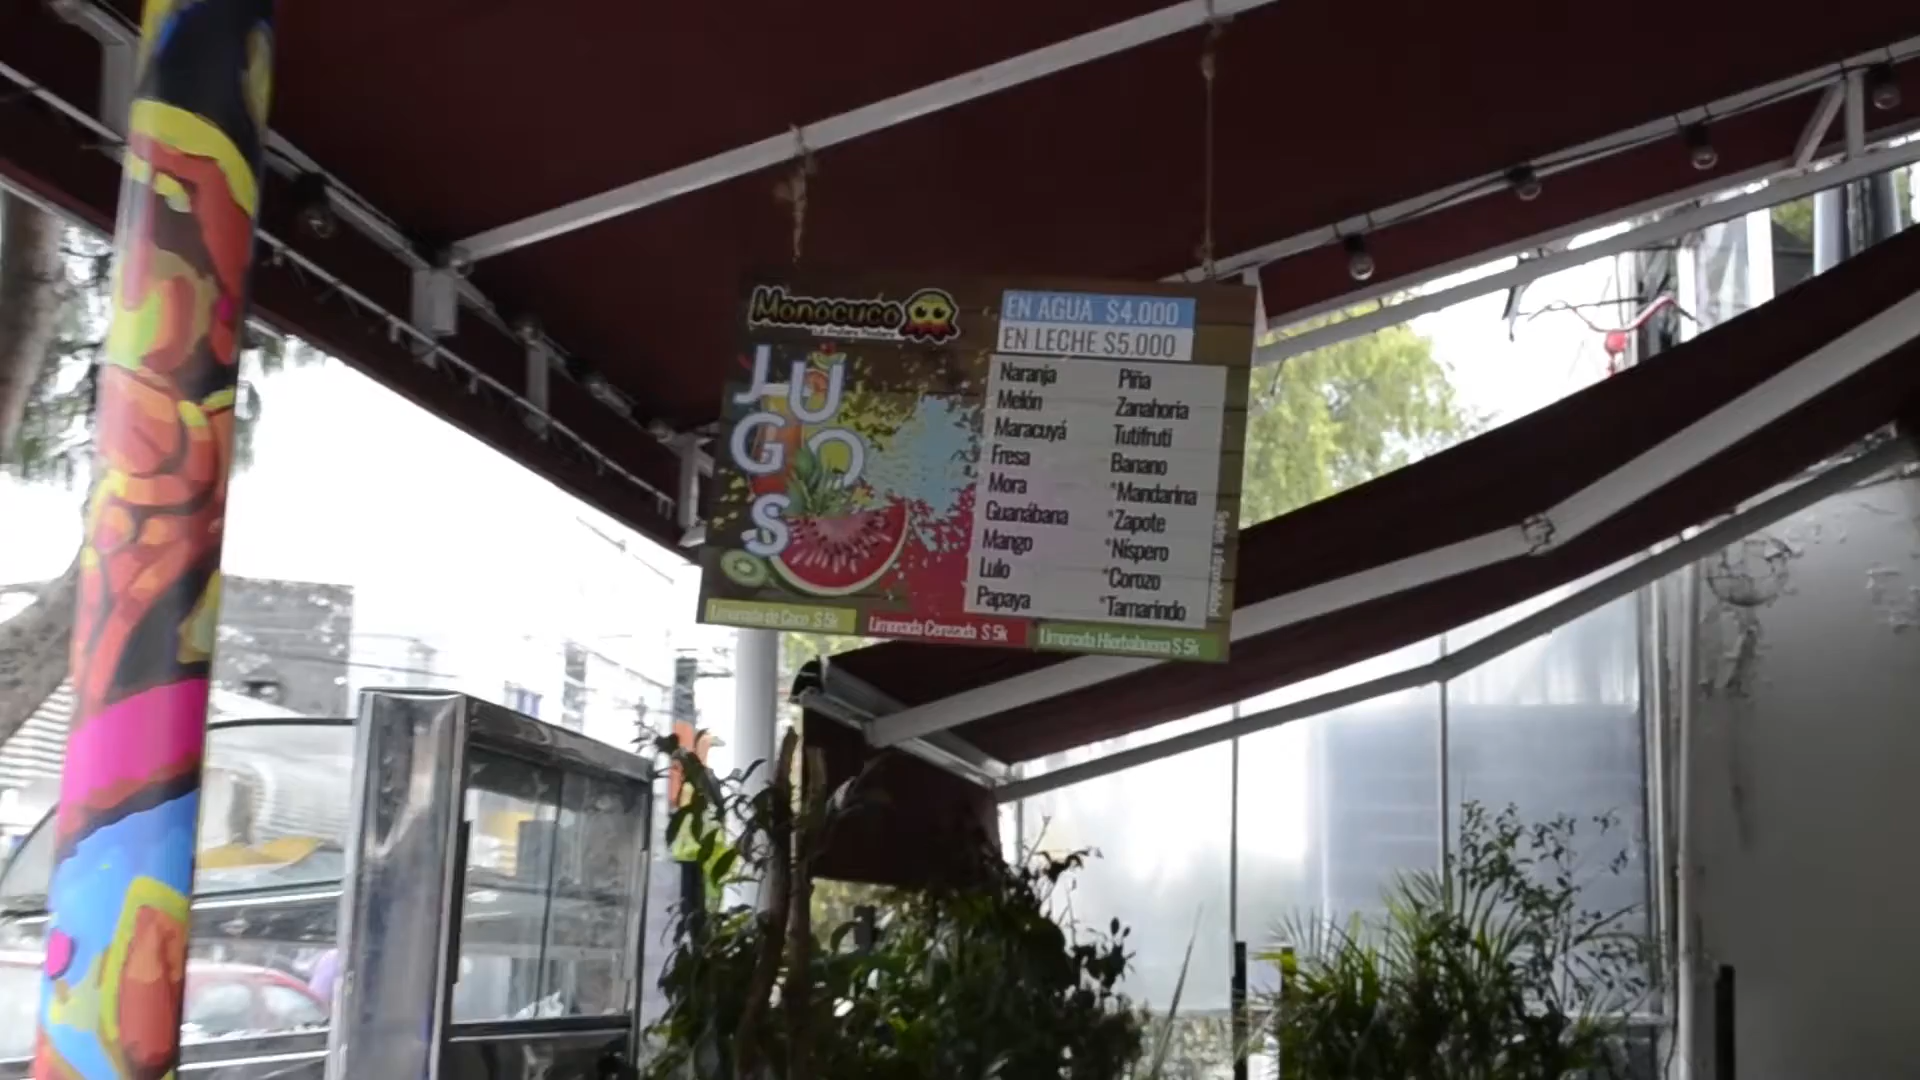 Monocuco
JUGOS
EN AGUA $4.000
EN LECHE $5.000
Naranja
Melón
Maracuyá
Fresa
Mora
Guanábana
Mango
Lulo
Papaya
Piña
Zanahoria
Tutifruti
Banano
*Mandarina
*Zapote
*Níspero
*Corozo
*Tamarindo
Limonada de Coco $ 5k
Limonada Cerezada $ 5k
Limonada Hierbabuena $ 5k